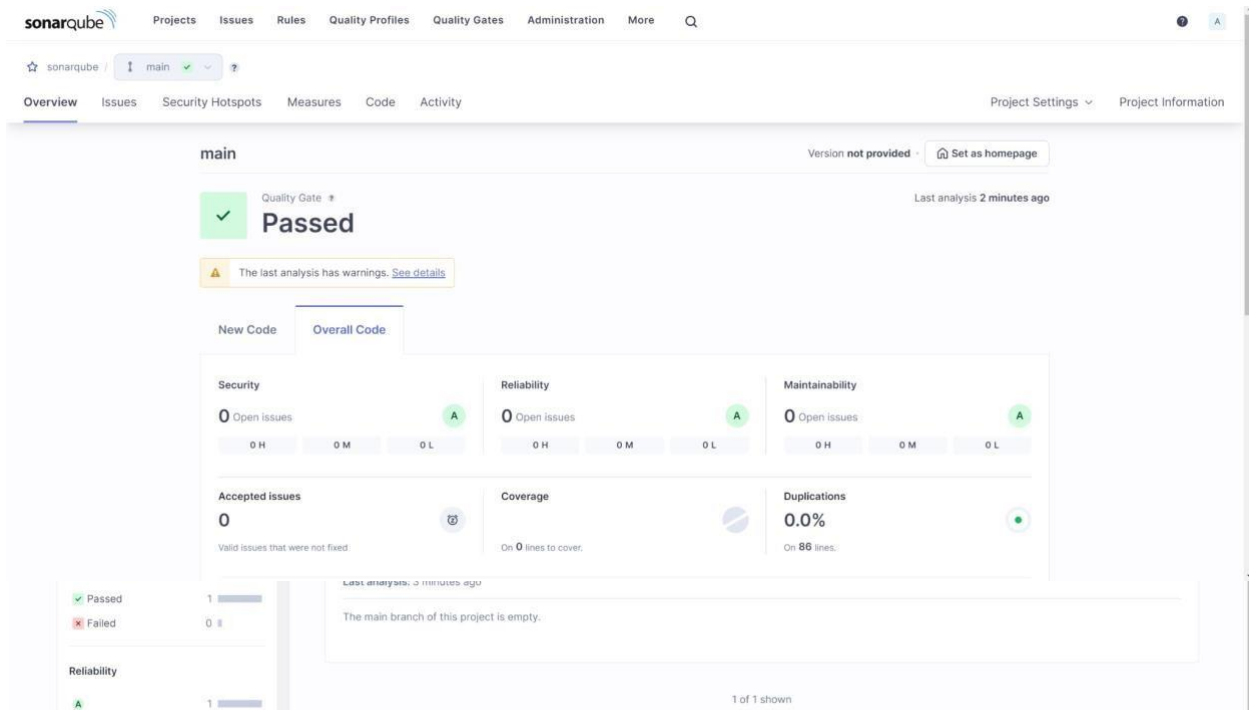 sonarqube Projects Issues Rules Quality Profiles Quality Gates Administration More ? A
sonarqube / main ?
Overview Issues Security Hotspots Measures Code Activity Project Settings Project Information
main Version not provided · Set as homepage
Quality Gate ? Last analysis 2 minutes ago
Passed
The last analysis has warnings. See details
New Code Overall Code
Security Reliability Maintainability
0 Open issues A 0 Open issues A 0 Open issues A
0 H 0 M 0 L 0 H 0 M 0 L 0 H 0 M 0 L
Accepted issues Coverage Duplications
0 0.0%
Valid issues that were not fixed On 0 lines to cover. On 86 lines.
Last analysis: 3 minutes ago
Passed 1
The main branch of this project is empty.
Failed 0
Reliability
1 of 1 shown
A 1